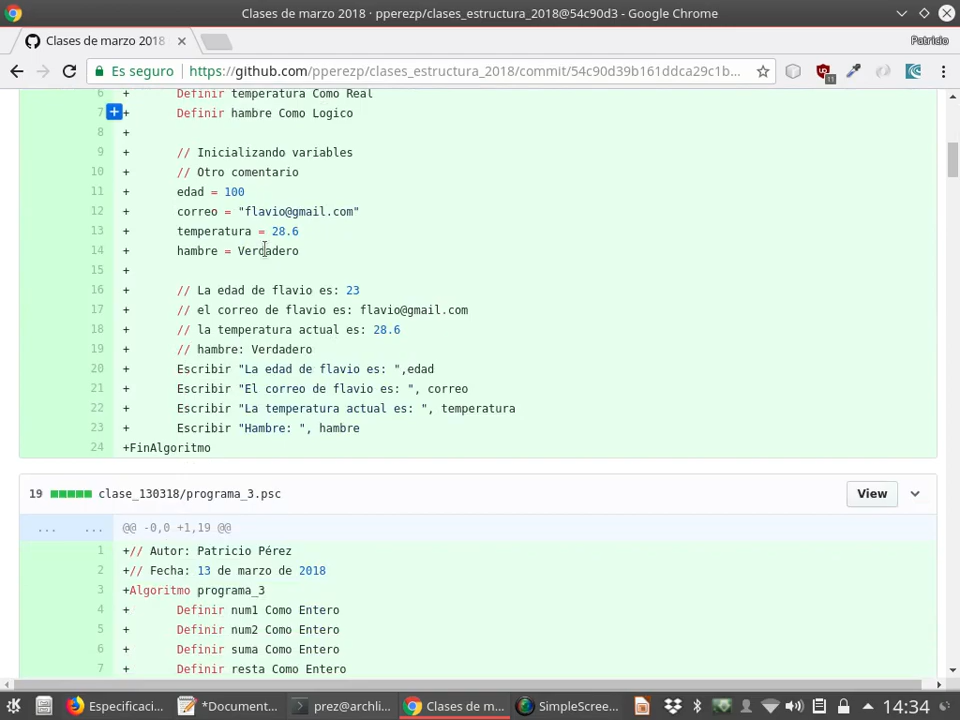 Clases de marzo 2018 · pperezp/clases_estructura_2018@54c90d3 - Google Chrome
Clases de marzo 2018
Patricio
Es seguro https://github.com/pperezp/clases_estructura_2018/commit/54c90d39b161ddca29c1b...
11
6 + Definir temperatura Como Real
7 + Definir hambre Como Logico
8 +
9 + // Inicializando variables
10 + // Otro comentario
11 + edad = 100
12 + correo = "flavio@gmail.com"
13 + temperatura = 28.6
14 + hambre = Verdadero
15 +
16 + // La edad de flavio es: 23
17 + // el correo de flavio es: flavio@gmail.com
18 + // la temperatura actual es: 28.6
19 + // hambre: Verdadero
20 + Escribir "La edad de flavio es: ",edad
21 + Escribir "El correo de flavio es: ", correo
22 + Escribir "La temperatura actual es: ", temperatura
23 + Escribir "Hambre: ", hambre
24 +FinAlgoritmo
19 clase_130318/programa_3.psc View
... ... @@ -0,0 +1,19 @@
1 +// Autor: Patricio Pérez
2 +// Fecha: 13 de marzo de 2018
3 +Algoritmo programa_3
4 + Definir num1 Como Entero
5 + Definir num2 Como Entero
6 + Definir suma Como Entero
7 + Definir resta Como Entero
Especificaci... *Document... prez@archli... Clases de m... SimpleScree... 14:34